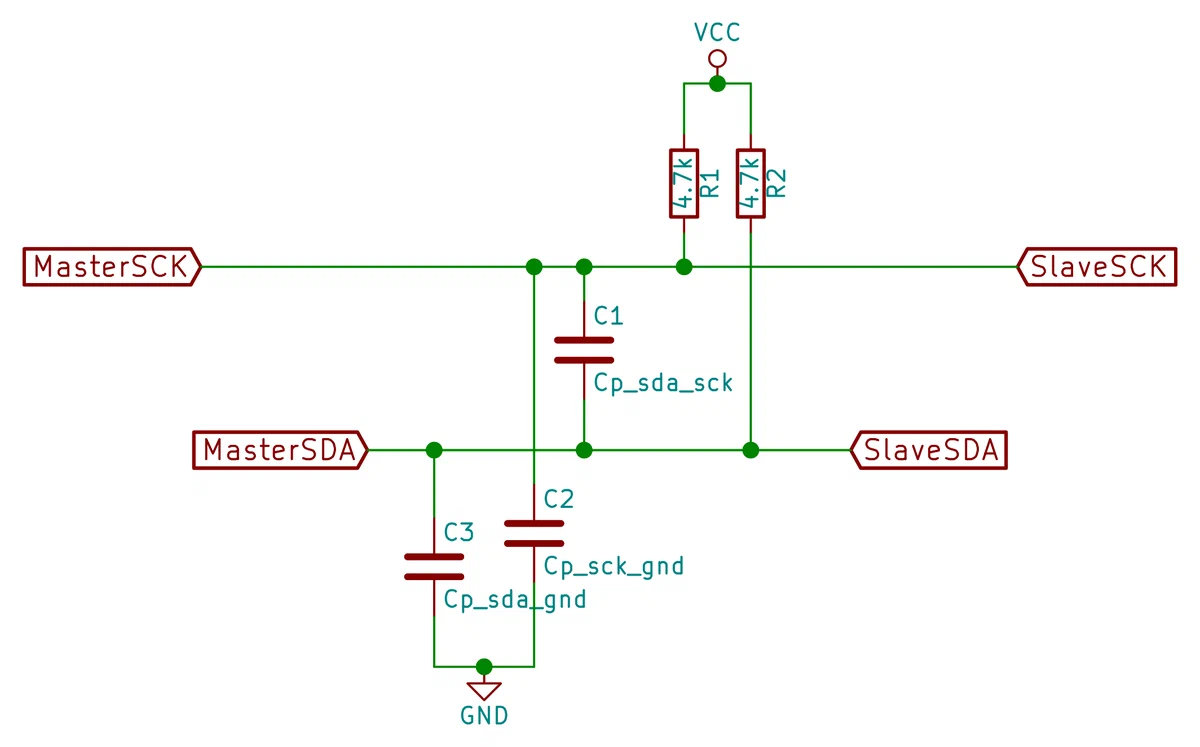 VCC
4.7k
R1
4.7k
R2
MasterSCK
SlaveSCK
C1
Cp_sda_sck
MasterSDA
SlaveSDA
C2
C3
Cp_sck_gnd
Cp_sda_gnd
GND